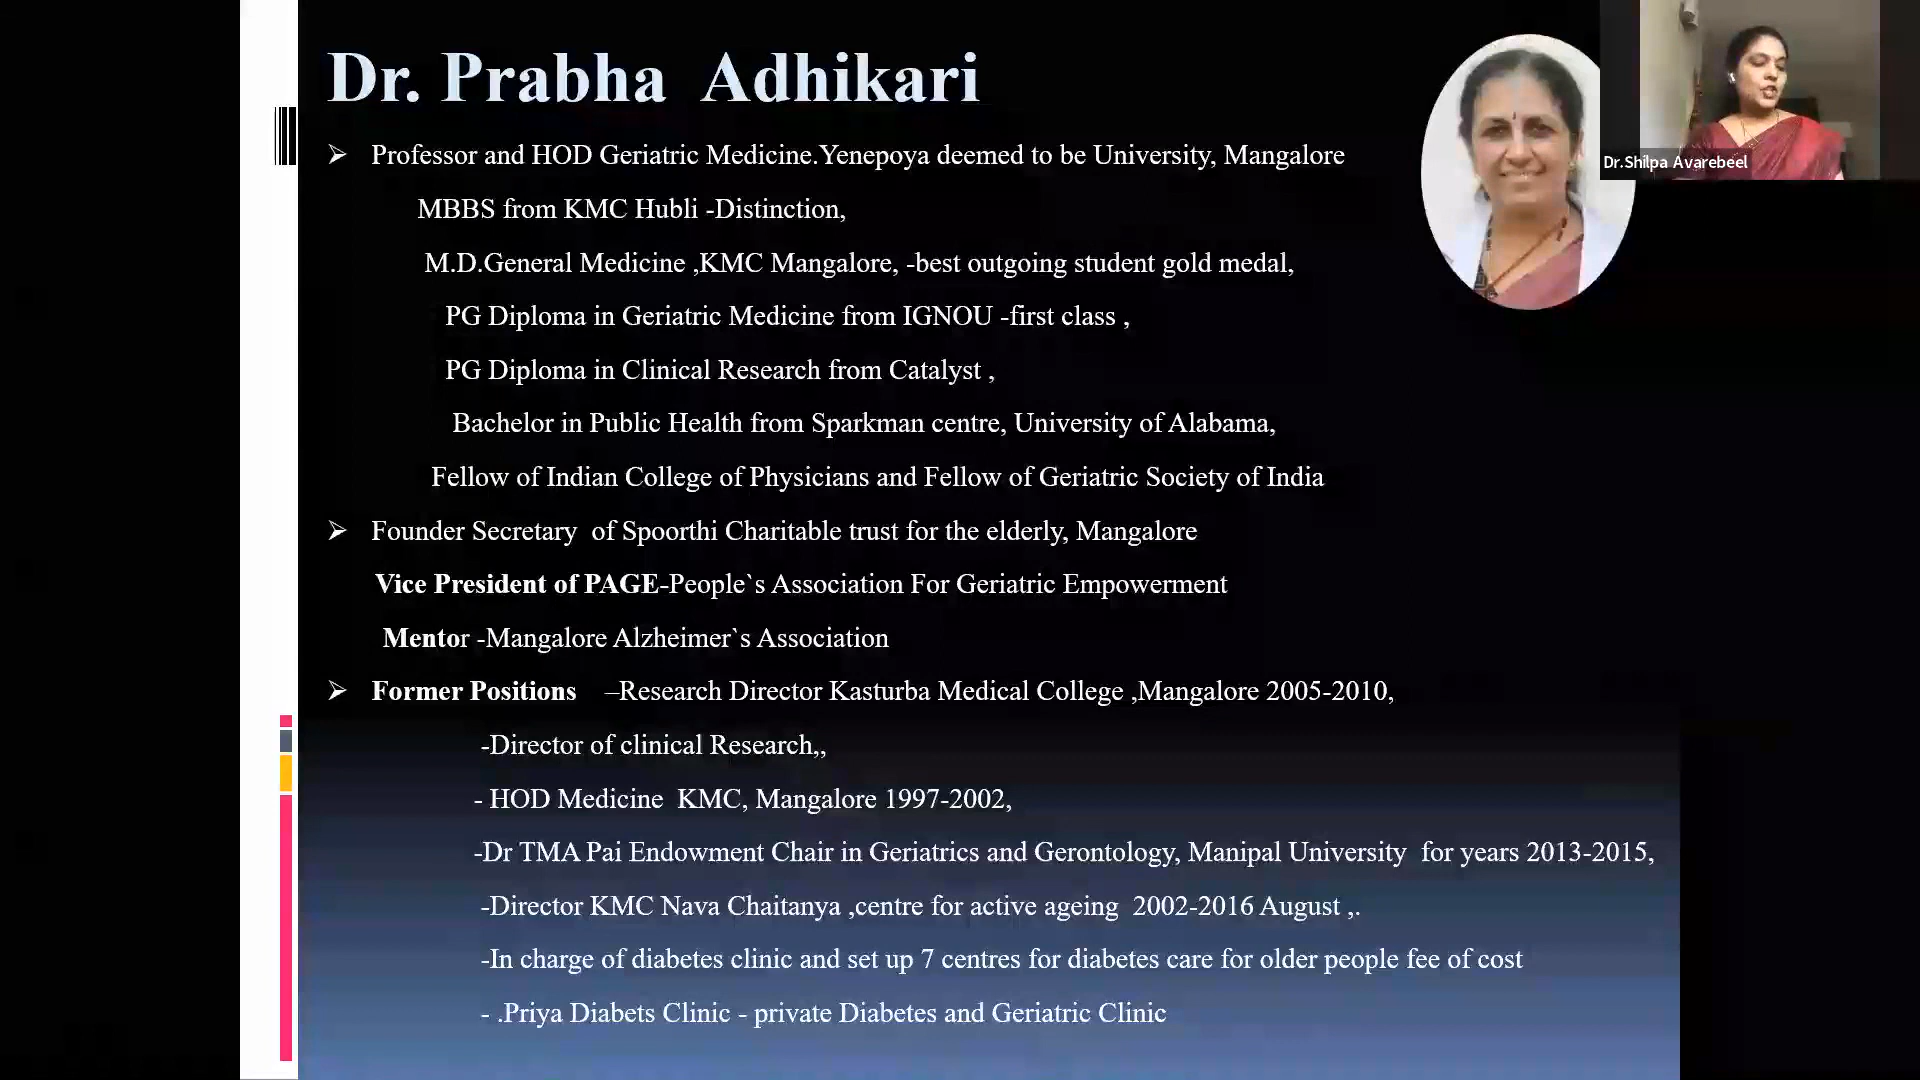 Dr. Prabha Adhikari
Dr.Shilpa Avarebeel
➢ Professor and HOD Geriatric Medicine.Yenepoya deemed to be University, Mangalore
MBBS from KMC Hubli -Distinction,
M.D.General Medicine ,KMC Mangalore, -best outgoing student gold medal,
PG Diploma in Geriatric Medicine from IGNOU -first class ,
PG Diploma in Clinical Research from Catalyst ,
Bachelor in Public Health from Sparkman centre, University of Alabama,
Fellow of Indian College of Physicians and Fellow of Geriatric Society of India
➢ Founder Secretary of Spoorthi Charitable trust for the elderly, Mangalore
Vice President of PAGE-People`s Association For Geriatric Empowerment
Mentor -Mangalore Alzheimer`s Association
➢ Former Positions –Research Director Kasturba Medical College ,Mangalore 2005-2010,
-Director of clinical Research,,
- HOD Medicine KMC, Mangalore 1997-2002,
-Dr TMA Pai Endowment Chair in Geriatrics and Gerontology, Manipal University for years 2013-2015,
-Director KMC Nava Chaitanya ,centre for active ageing 2002-2016 August ,.
-In charge of diabetes clinic and set up 7 centres for diabetes care for older people fee of cost
- .Priya Diabets Clinic - private Diabetes and Geriatric Clinic